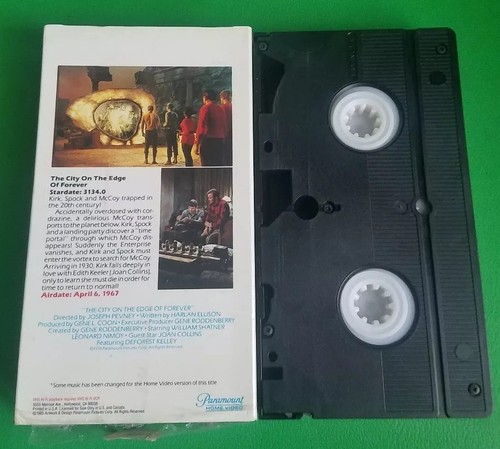 The City On The Edge
Of Forever
Stardate: 3134.0
Kirk, Spock and McCoy trapped in
the 20th century!
Accidentally overdosed with cor-
drazine, a delirious McCoy trans-
ports to the planet below. Kirk, Spock
and a landing party discover a "time
portal" through which McCoy dis-
appears! Suddenly the Enterprise
vanishes, and Kirk and Spock must
enter the vortex to search for McCoy.
Arriving in 1930, Kirk falls deeply in
love with Edith Keeler (Joan Collins),
only to learn she must die in order for
time to return to normal!
Airdate: April 6, 1967
"THE CITY ON THE EDGE OF FOREVER"
Directed by JOSEPH PEVNEY • Written by HARLAN ELLISON
Produced by GENE L. COON • Executive Producer GENE RODDENBERRY
Created by GENE RODDENBERRY • Starring WILLIAM SHATNER
LEONARD NIMOY • Guest Star JOAN COLLINS
Featuring DEFOREST KELLEY
*Some music has been changed for the Home Video version of this title
Paramount
HOME VIDEO